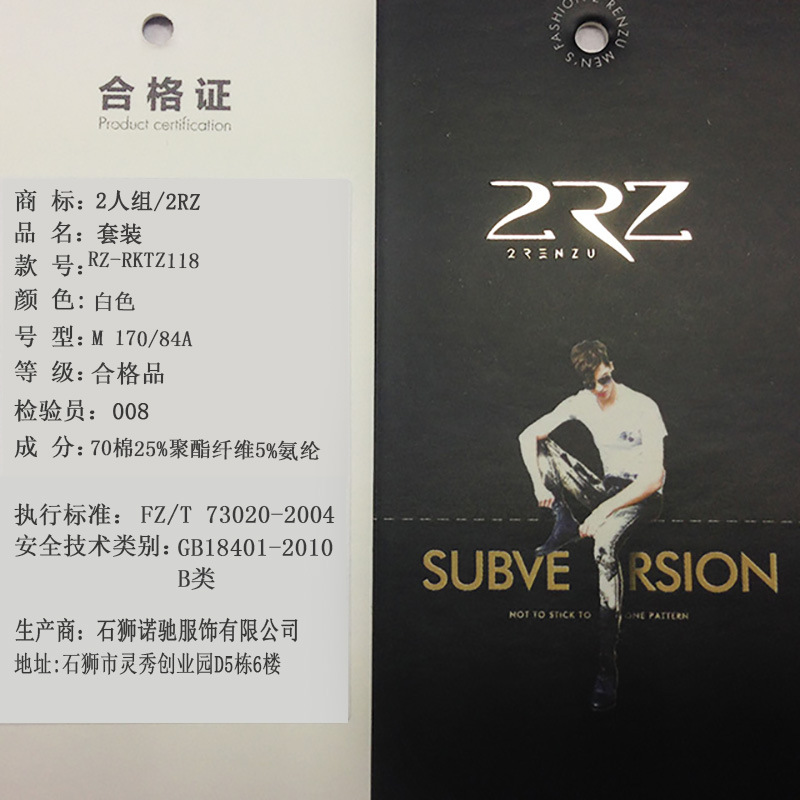 合格证
Product certification
商 标：2人组/2RZ
品 名：套装
款 号：RZ-RKTZ118
颜 色：白色
号 型：M 170/84A
等 级：合格品
检验员：008
成 分：70棉25%聚酯纤维5%氨纶
执行标准： FZ/T 73020-2004
安全技术类别：GB18401-2010
B类
生产商：石狮诺驰服饰有限公司
地址:石狮市灵秀创业园D5栋6楼
MEN'S FASHION 2RENZU
2RZ
2RENZU
SUBVE RSION
NOT TO STICK TO ONE PATTERN